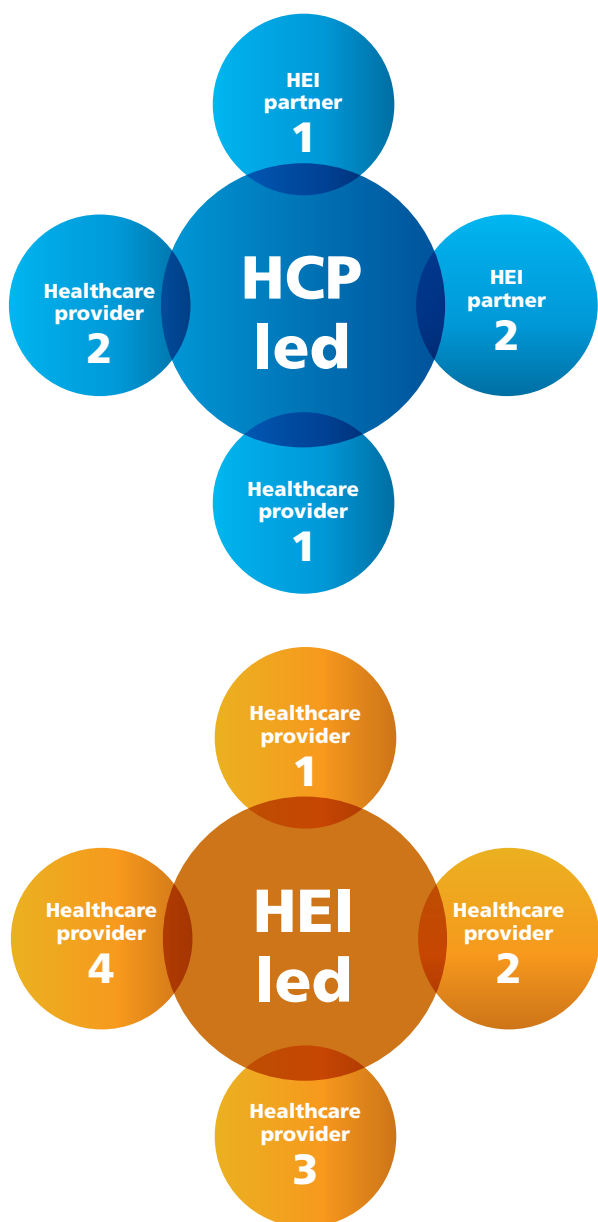 HEI
partner
1
Healthcare
provider
2
HCP
led
HEI
partner
2
Healthcare
provider
1
Healthcare
provider
1
Healthcare
provider
4
HEI
led
Healthcare
provider
2
Healthcare
provider
3